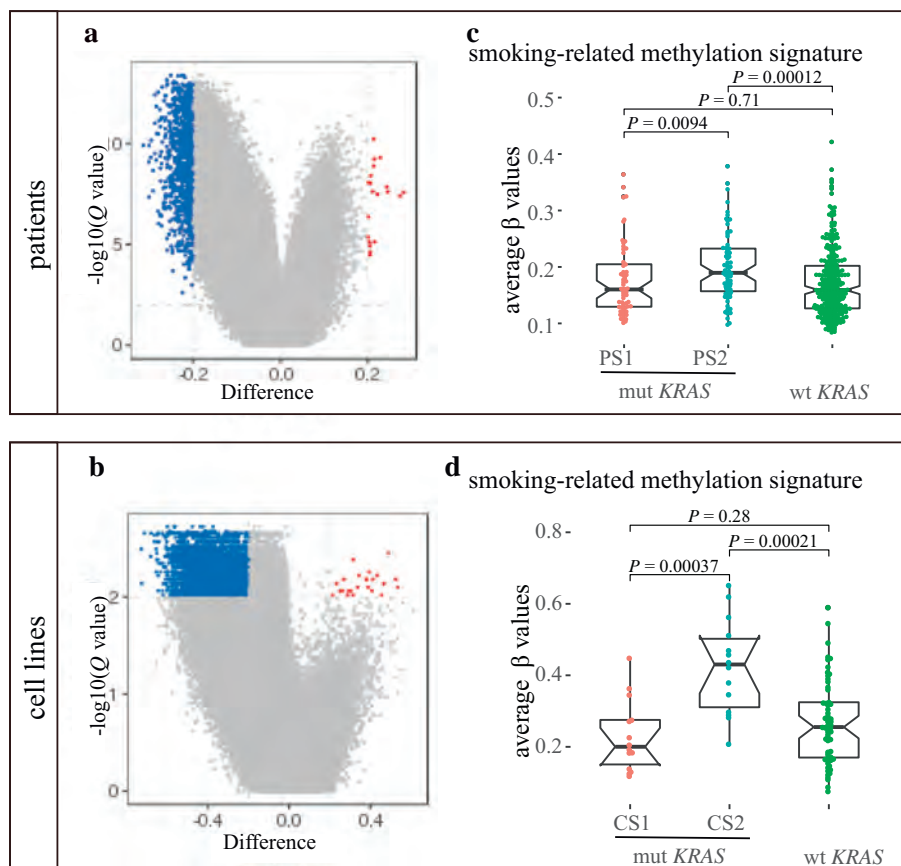 patients
a
-log10(Q value)
10
5
0
-0.2
0.0
0.2
Difference
c
smoking-related methylation signature
P = 0.00012
P = 0.71
P = 0.0094
average β values
0.5
0.4
0.3
0.2
0.1
PS1
PS2
mut KRAS
wt KRAS
cell lines
b
-log10(Q value)
2
1
0
-0.4
0.0
0.4
Difference
d
smoking-related methylation signature
P = 0.28
P = 0.00021
P = 0.00037
average β values
0.8
0.6
0.4
0.2
CS1
CS2
mut KRAS
wt KRAS